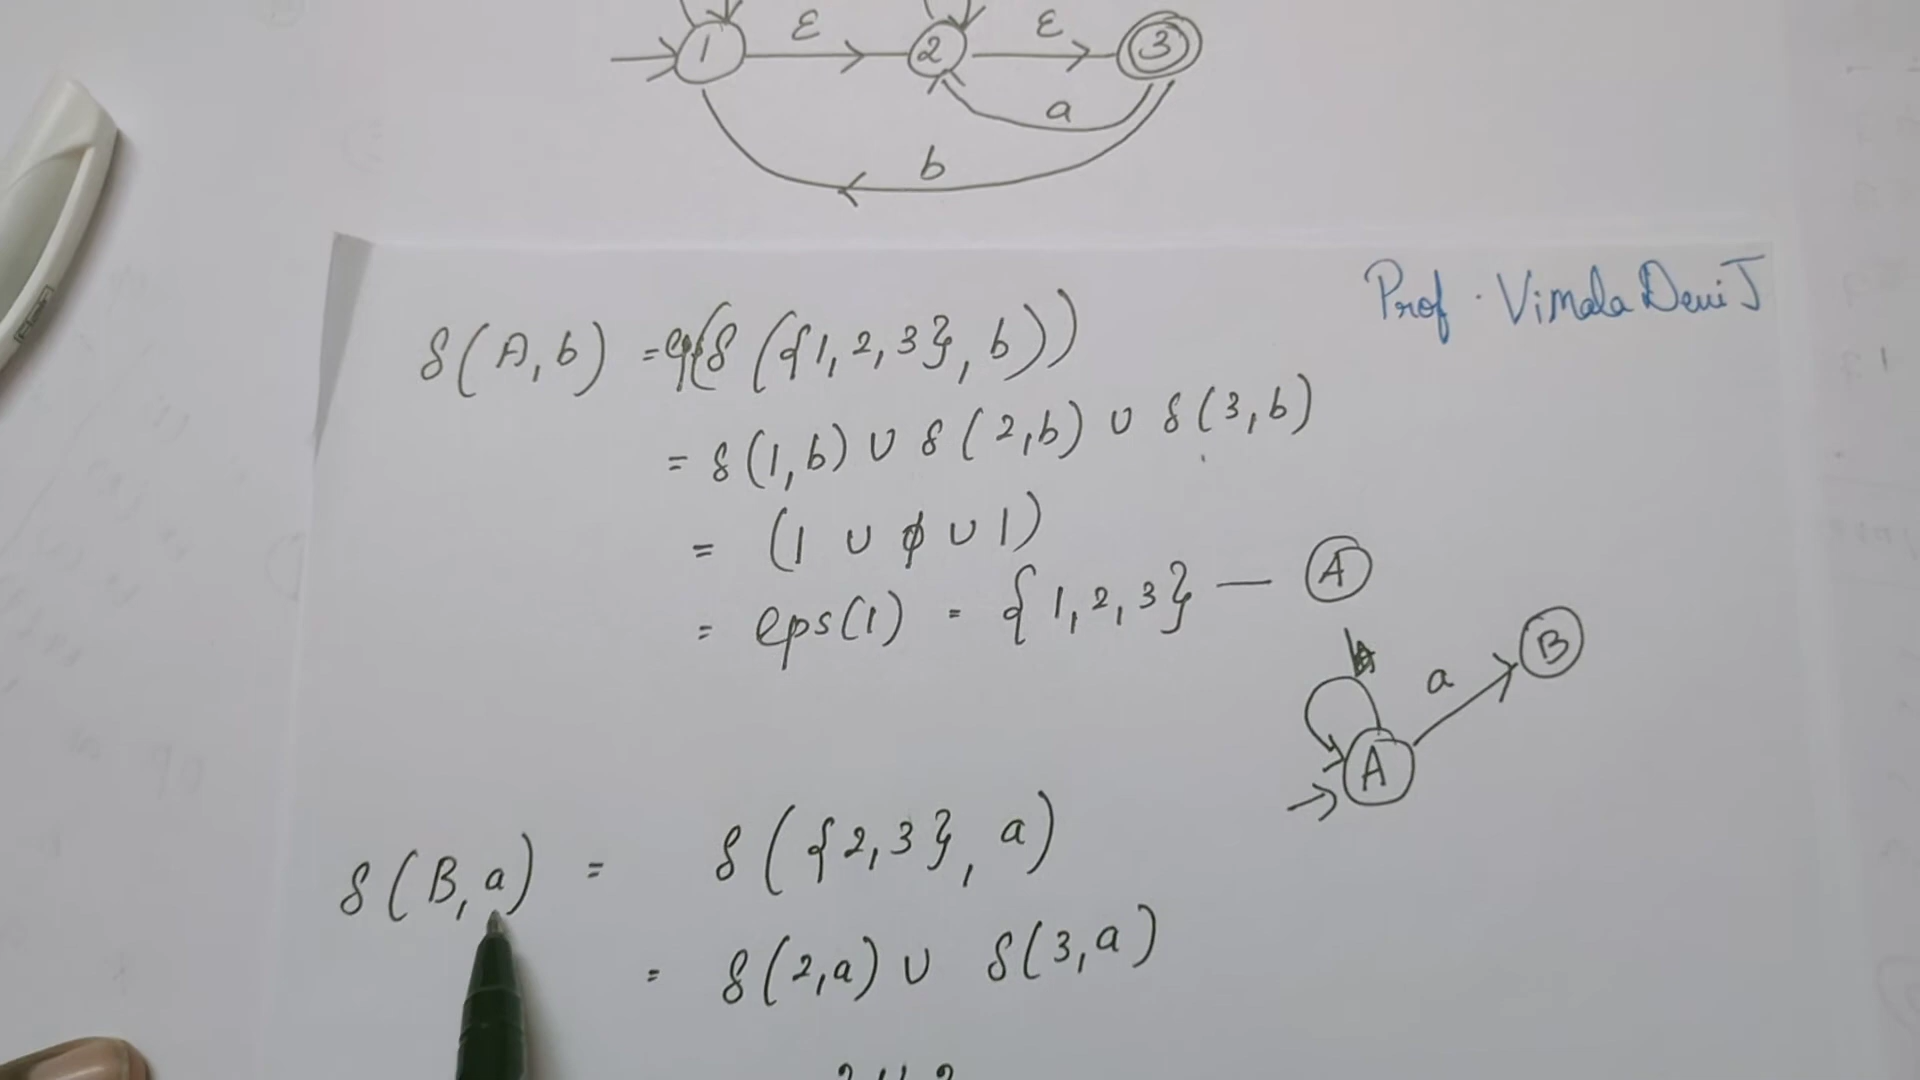 1 ε 2 ε 3
a
b
Prof. Vimala Devi J
δ(A,b) = eps(δ({1,2,3},b))
= δ(1,b) ∪ δ(2,b) ∪ δ(3,b)
= (1 ∪ ϕ ∪ 1)
= eps(1) = {1,2,3} — A
b a B
A
δ(B,a) = δ({2,3},a)
= δ(2,a) ∪ δ(3,a)